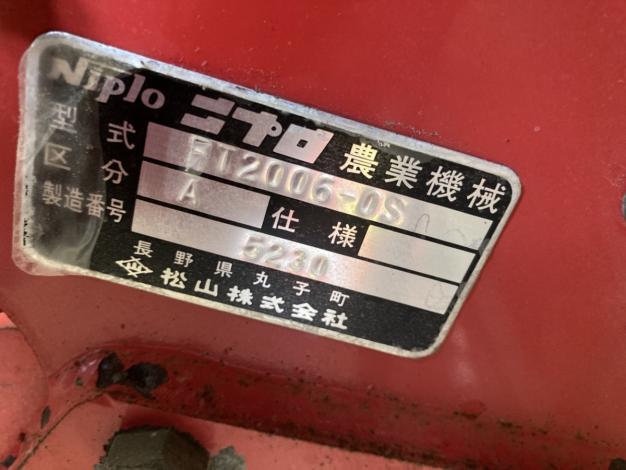 Niplo ニプロ 農業機械
型式 FT2006-0S
区分 A 仕様
製造番号 5230
長野県丸子町
松山株式会社